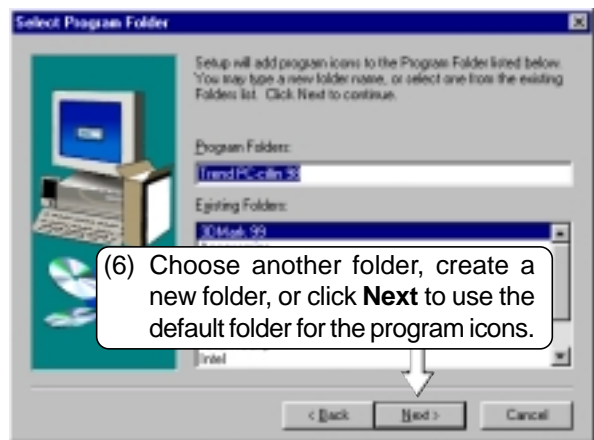 Select Program Folder
Setup will add program icons to the Program Folder listed below.
You may type a new folder name, or select one from the existing
Folders list. Click Next to continue.
Program Folders:
Trend PC-cillin 98
Existing Folders:
3DMark 99
(6) Choose another folder, create a
new folder, or click Next to use the
default folder for the program icons.
Intel
< Back Next > Cancel